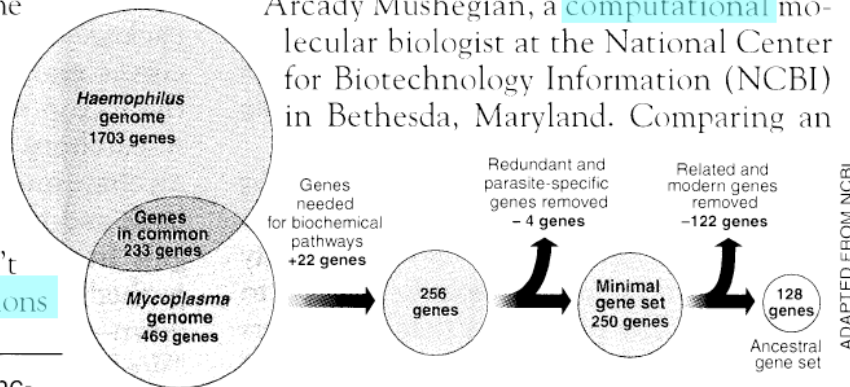 Arcady Mushegian, a computational mo-
lecular biologist at the National Center
for Biotechnology Information (NCBI)
in Bethesda, Maryland. Comparing an
Haemophilus
genome
1703 genes
Genes
in common
233 genes
Mycoplasma
genome
469 genes
Genes
needed
for biochemical
pathways
+22 genes
256
genes
Redundant and
parasite-specific
genes removed
– 4 genes
Minimal
gene set
250 genes
Related and
modern genes
removed
–122 genes
128
genes
Ancestral
gene set
ADAPTED FROM NCBI